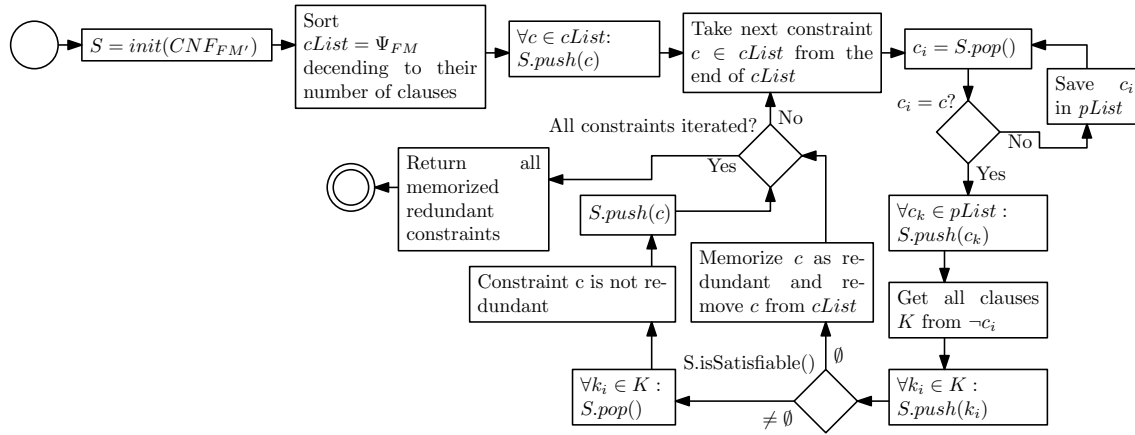 S = init(CNF_{FM′})
Sort
cList = Ψ_{FM}
decending to their
number of clauses
∀c ∈ cList:
S.push(c)
Take next constraint
c ∈ cList from the
end of cList
c_i = S.pop()
Save c_i
in pList
c_i = c?
No
Yes
∀c_k ∈ pList :
S.push(c_k)
Get all clauses
K from ¬c_i
∀k_i ∈ K :
S.push(k_i)
S.isSatisfiable()
∅
≠ ∅
Memorize c as re-
dundant and re-
move c from cList
∀k_i ∈ K :
S.pop()
Constraint c is not re-
dundant
S.push(c)
All constraints iterated?
No
Yes
Return all
memorized
redundant
constraints